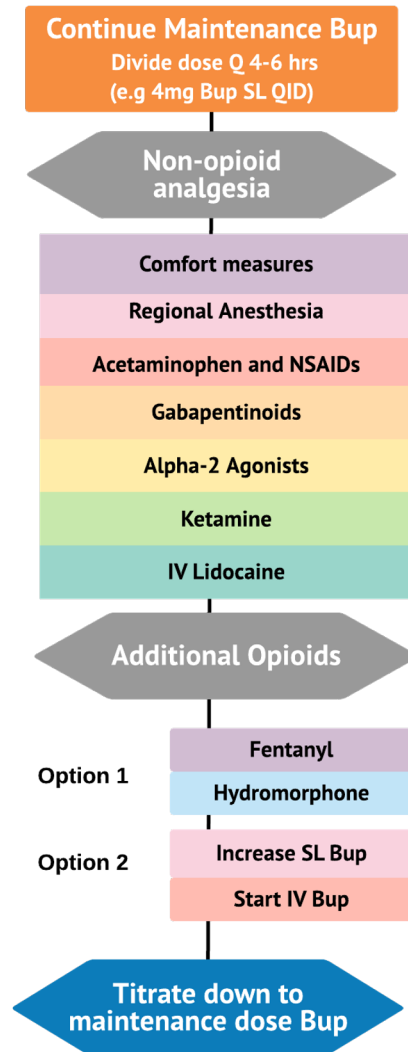 Continue Maintenance Bup
Divide dose Q 4-6 hrs
(e.g 4mg Bup SL QID)
Non-opioid
analgesia
Comfort measures
Regional Anesthesia
Acetaminophen and NSAIDs
Gabapentinoids
Alpha-2 Agonists
Ketamine
IV Lidocaine
Additional Opioids
Option 1
Fentanyl
Hydromorphone
Option 2
Increase SL Bup
Start IV Bup
Titrate down to
maintenance dose Bup